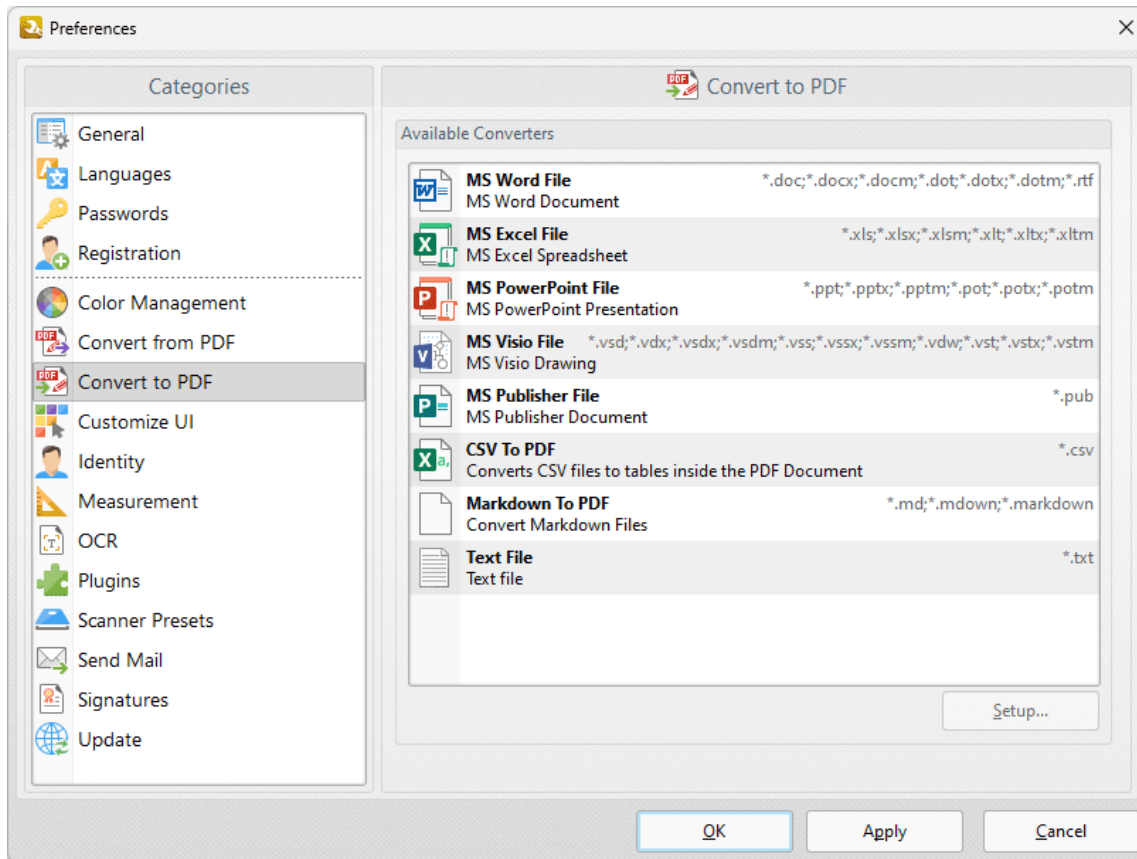 Preferences
Categories
General
Languages
Passwords
Registration
Color Management
Convert from PDF
Convert to PDF
Customize UI
Identity
Measurement
OCR
Plugins
Scanner Presets
Send Mail
Signatures
Update
Convert to PDF
Available Converters
MS Word File *.doc;*.docx;*.docm;*.dot;*.dotx;*.dotm;*.rtf
MS Word Document
MS Excel File *.xls;*.xlsx;*.xlsm;*.xlt;*.xltx;*.xltm
MS Excel Spreadsheet
MS PowerPoint File *.ppt;*.pptx;*.pptm;*.pot;*.potx;*.potm
MS PowerPoint Presentation
MS Visio File *.vsd;*.vdx;*.vsdx;*.vsdm;*.vss;*.vssx;*.vssm;*.vdw;*.vst;*.vstx;*.vstm
MS Visio Drawing
MS Publisher File *.pub
MS Publisher Document
CSV To PDF *.csv
Converts CSV files to tables inside the PDF Document
Markdown To PDF *.md;*.mdown;*.markdown
Convert Markdown Files
Text File *.txt
Text file
Setup...
OK Apply Cancel